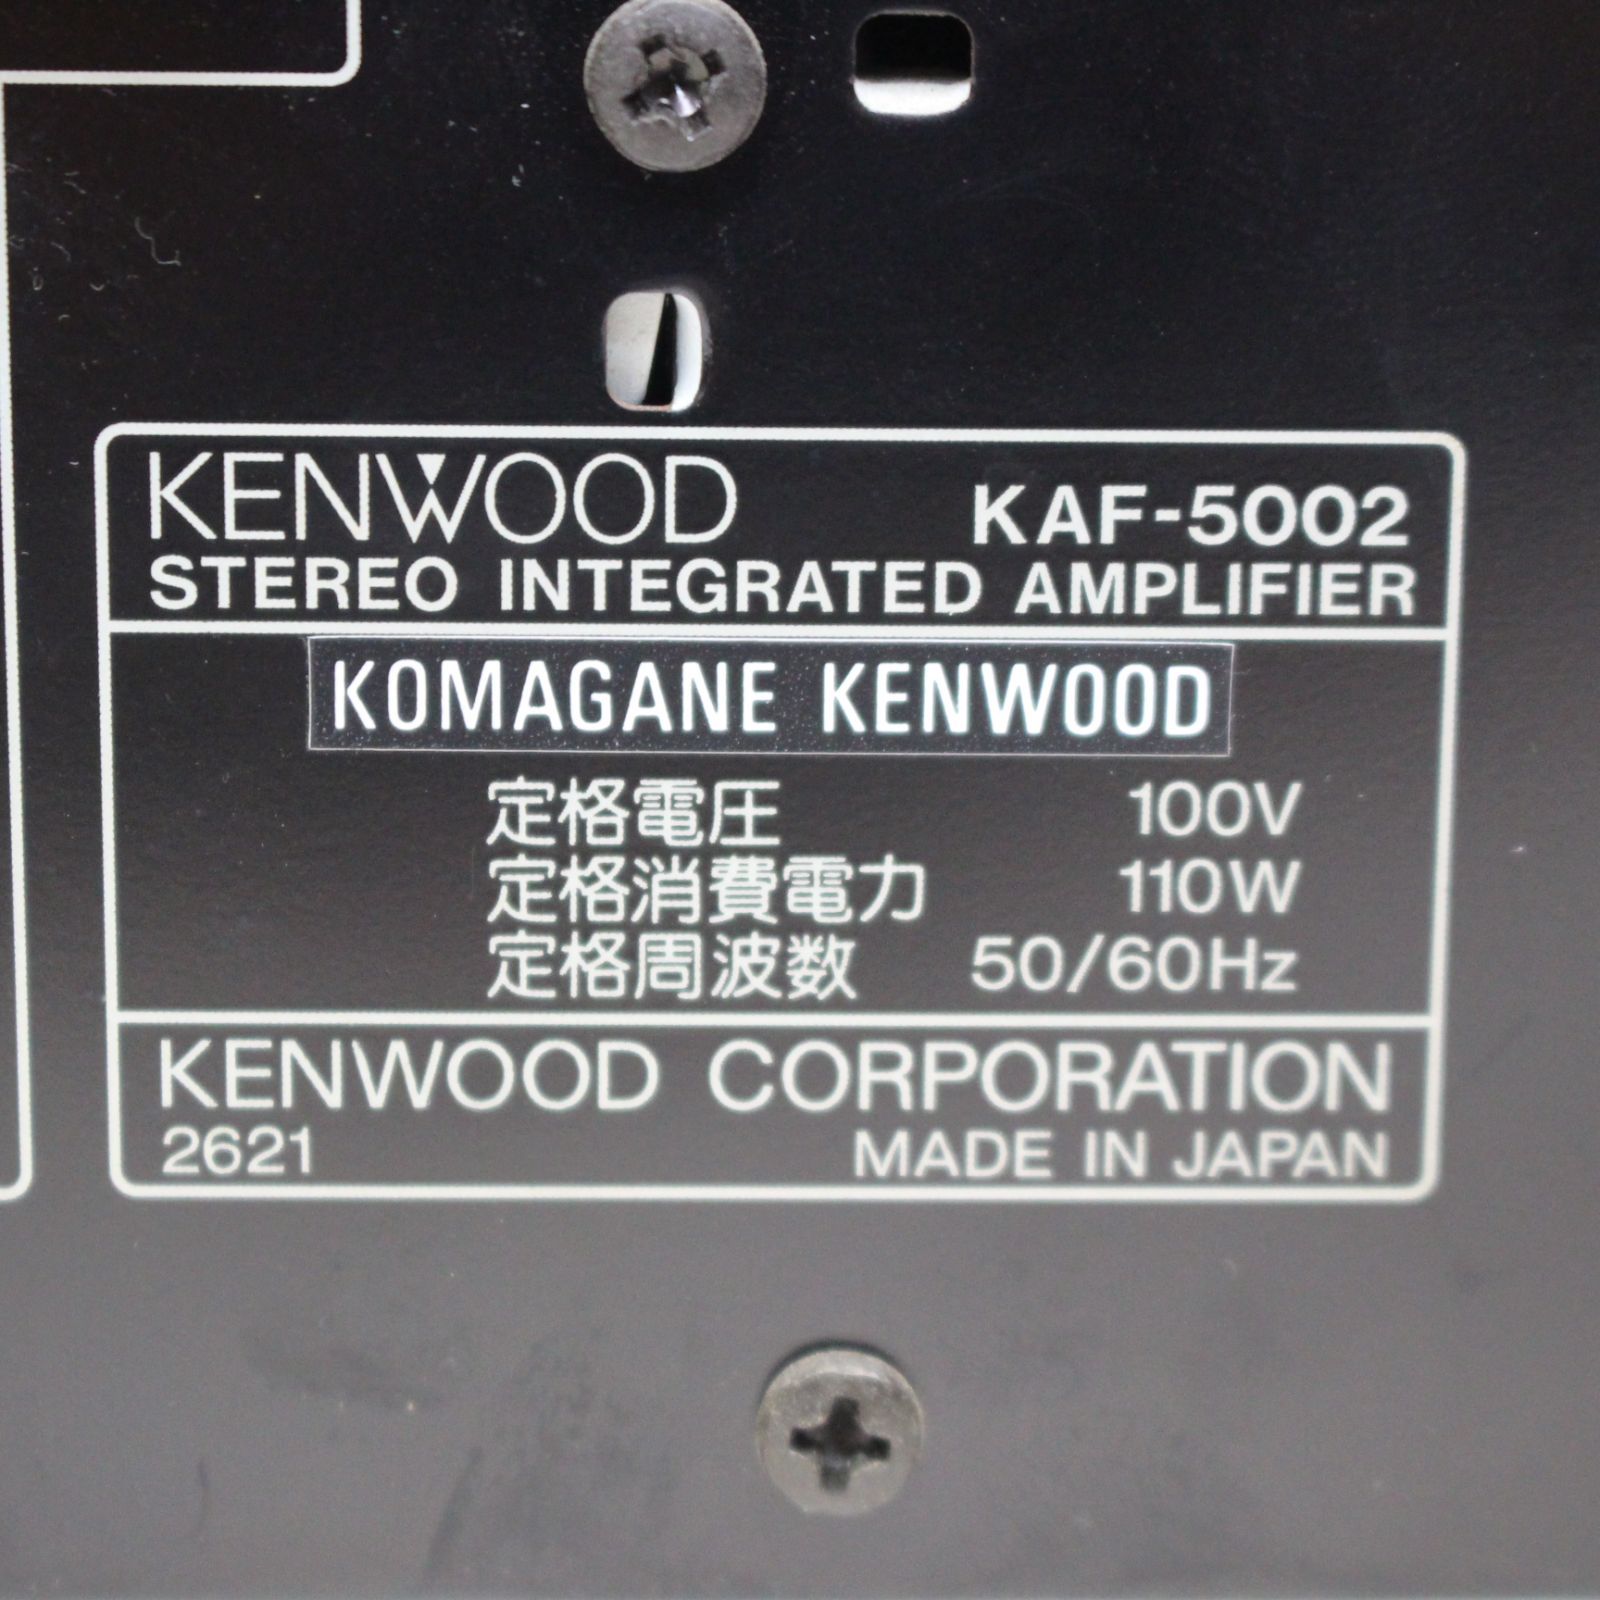 KENWOOD KAF-5002
STEREO INTEGRATED AMPLIFIER
KOMAGANE KENWOOD
定格電圧 100V
定格消費電力 110W
定格周波数 50/60Hz
KENWOOD CORPORATION
2621 MADE IN JAPAN